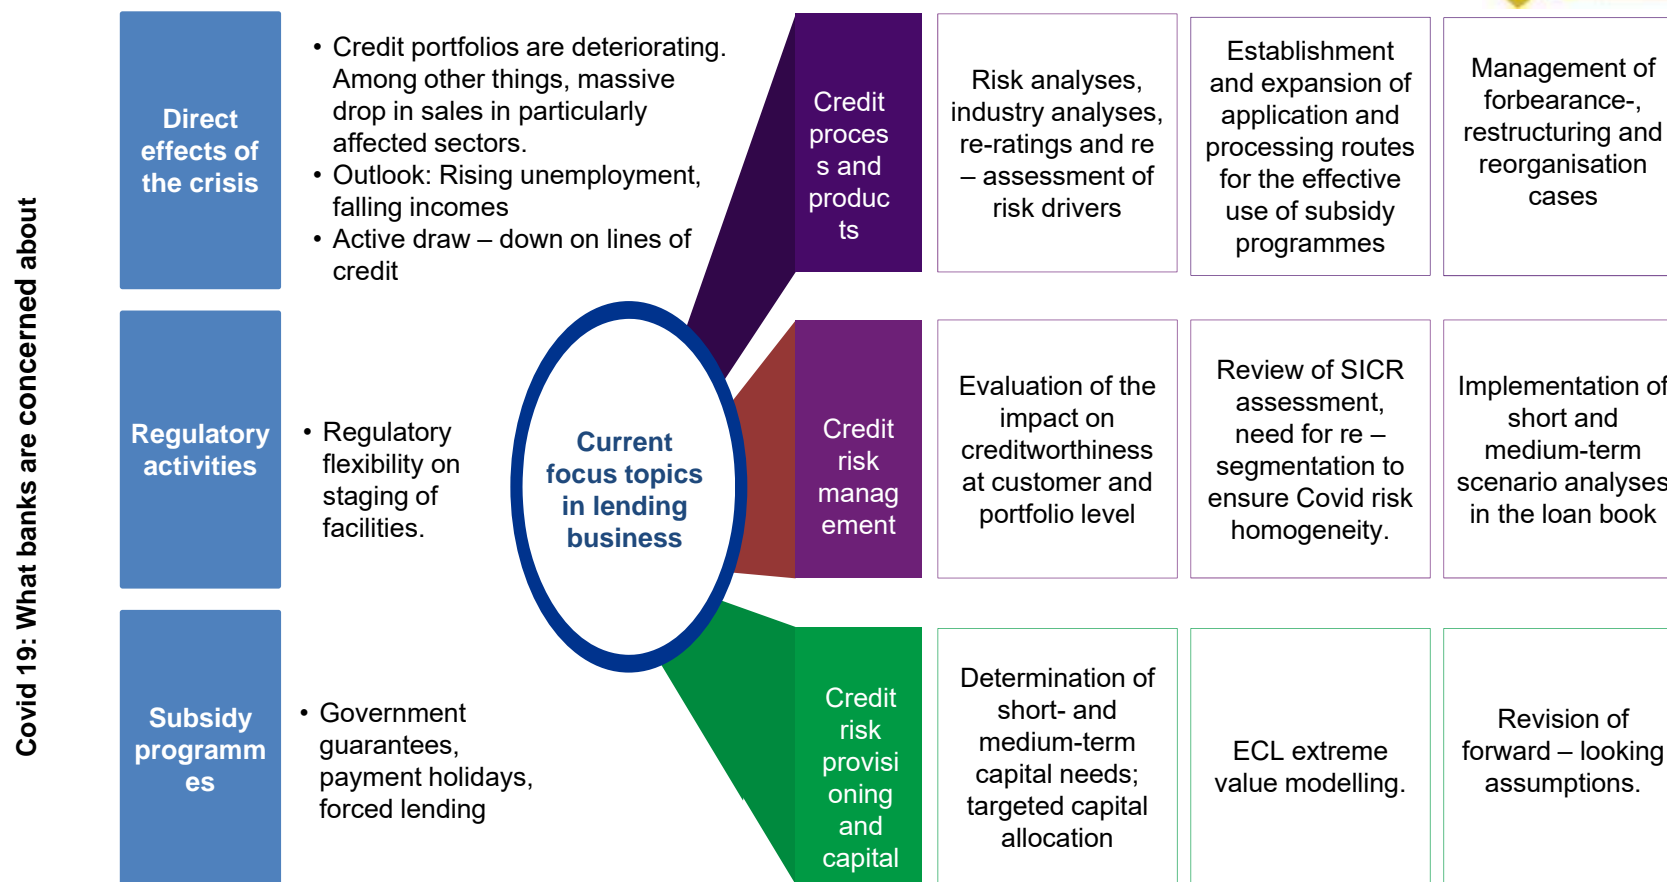 Covid 19: What banks are concerned about
Direct
effects of
the crisis
• Credit portfolios are deteriorating.
Among other things, massive
drop in sales in particularly
affected sectors.
• Outlook: Rising unemployment,
falling incomes
• Active draw – down on lines of
credit
Regulatory
activities
• Regulatory
flexibility on
staging of
facilities.
Subsidy
programm
es
• Government
guarantees,
payment holidays,
forced lending
Current
focus topics
in lending
business
Credit
proces
s and
produc
ts
Risk analyses,
industry analyses,
re-ratings and re
– assessment of
risk drivers
Establishment
and expansion of
application and
processing routes
for the effective
use of subsidy
programmes
Management of
forbearance-,
restructuring and
reorganisation
cases
Credit
risk
manag
ement
Evaluation of the
impact on
creditworthiness
at customer and
portfolio level
Review of SICR
assessment,
need for re –
segmentation to
ensure Covid risk
homogeneity.
Implementation of
short and
medium-term
scenario analyses
in the loan book
Credit
risk
provisi
oning
and
capital
Determination of
short- and
medium-term
capital needs;
targeted capital
allocation
ECL extreme
value modelling.
Revision of
forward – looking
assumptions.